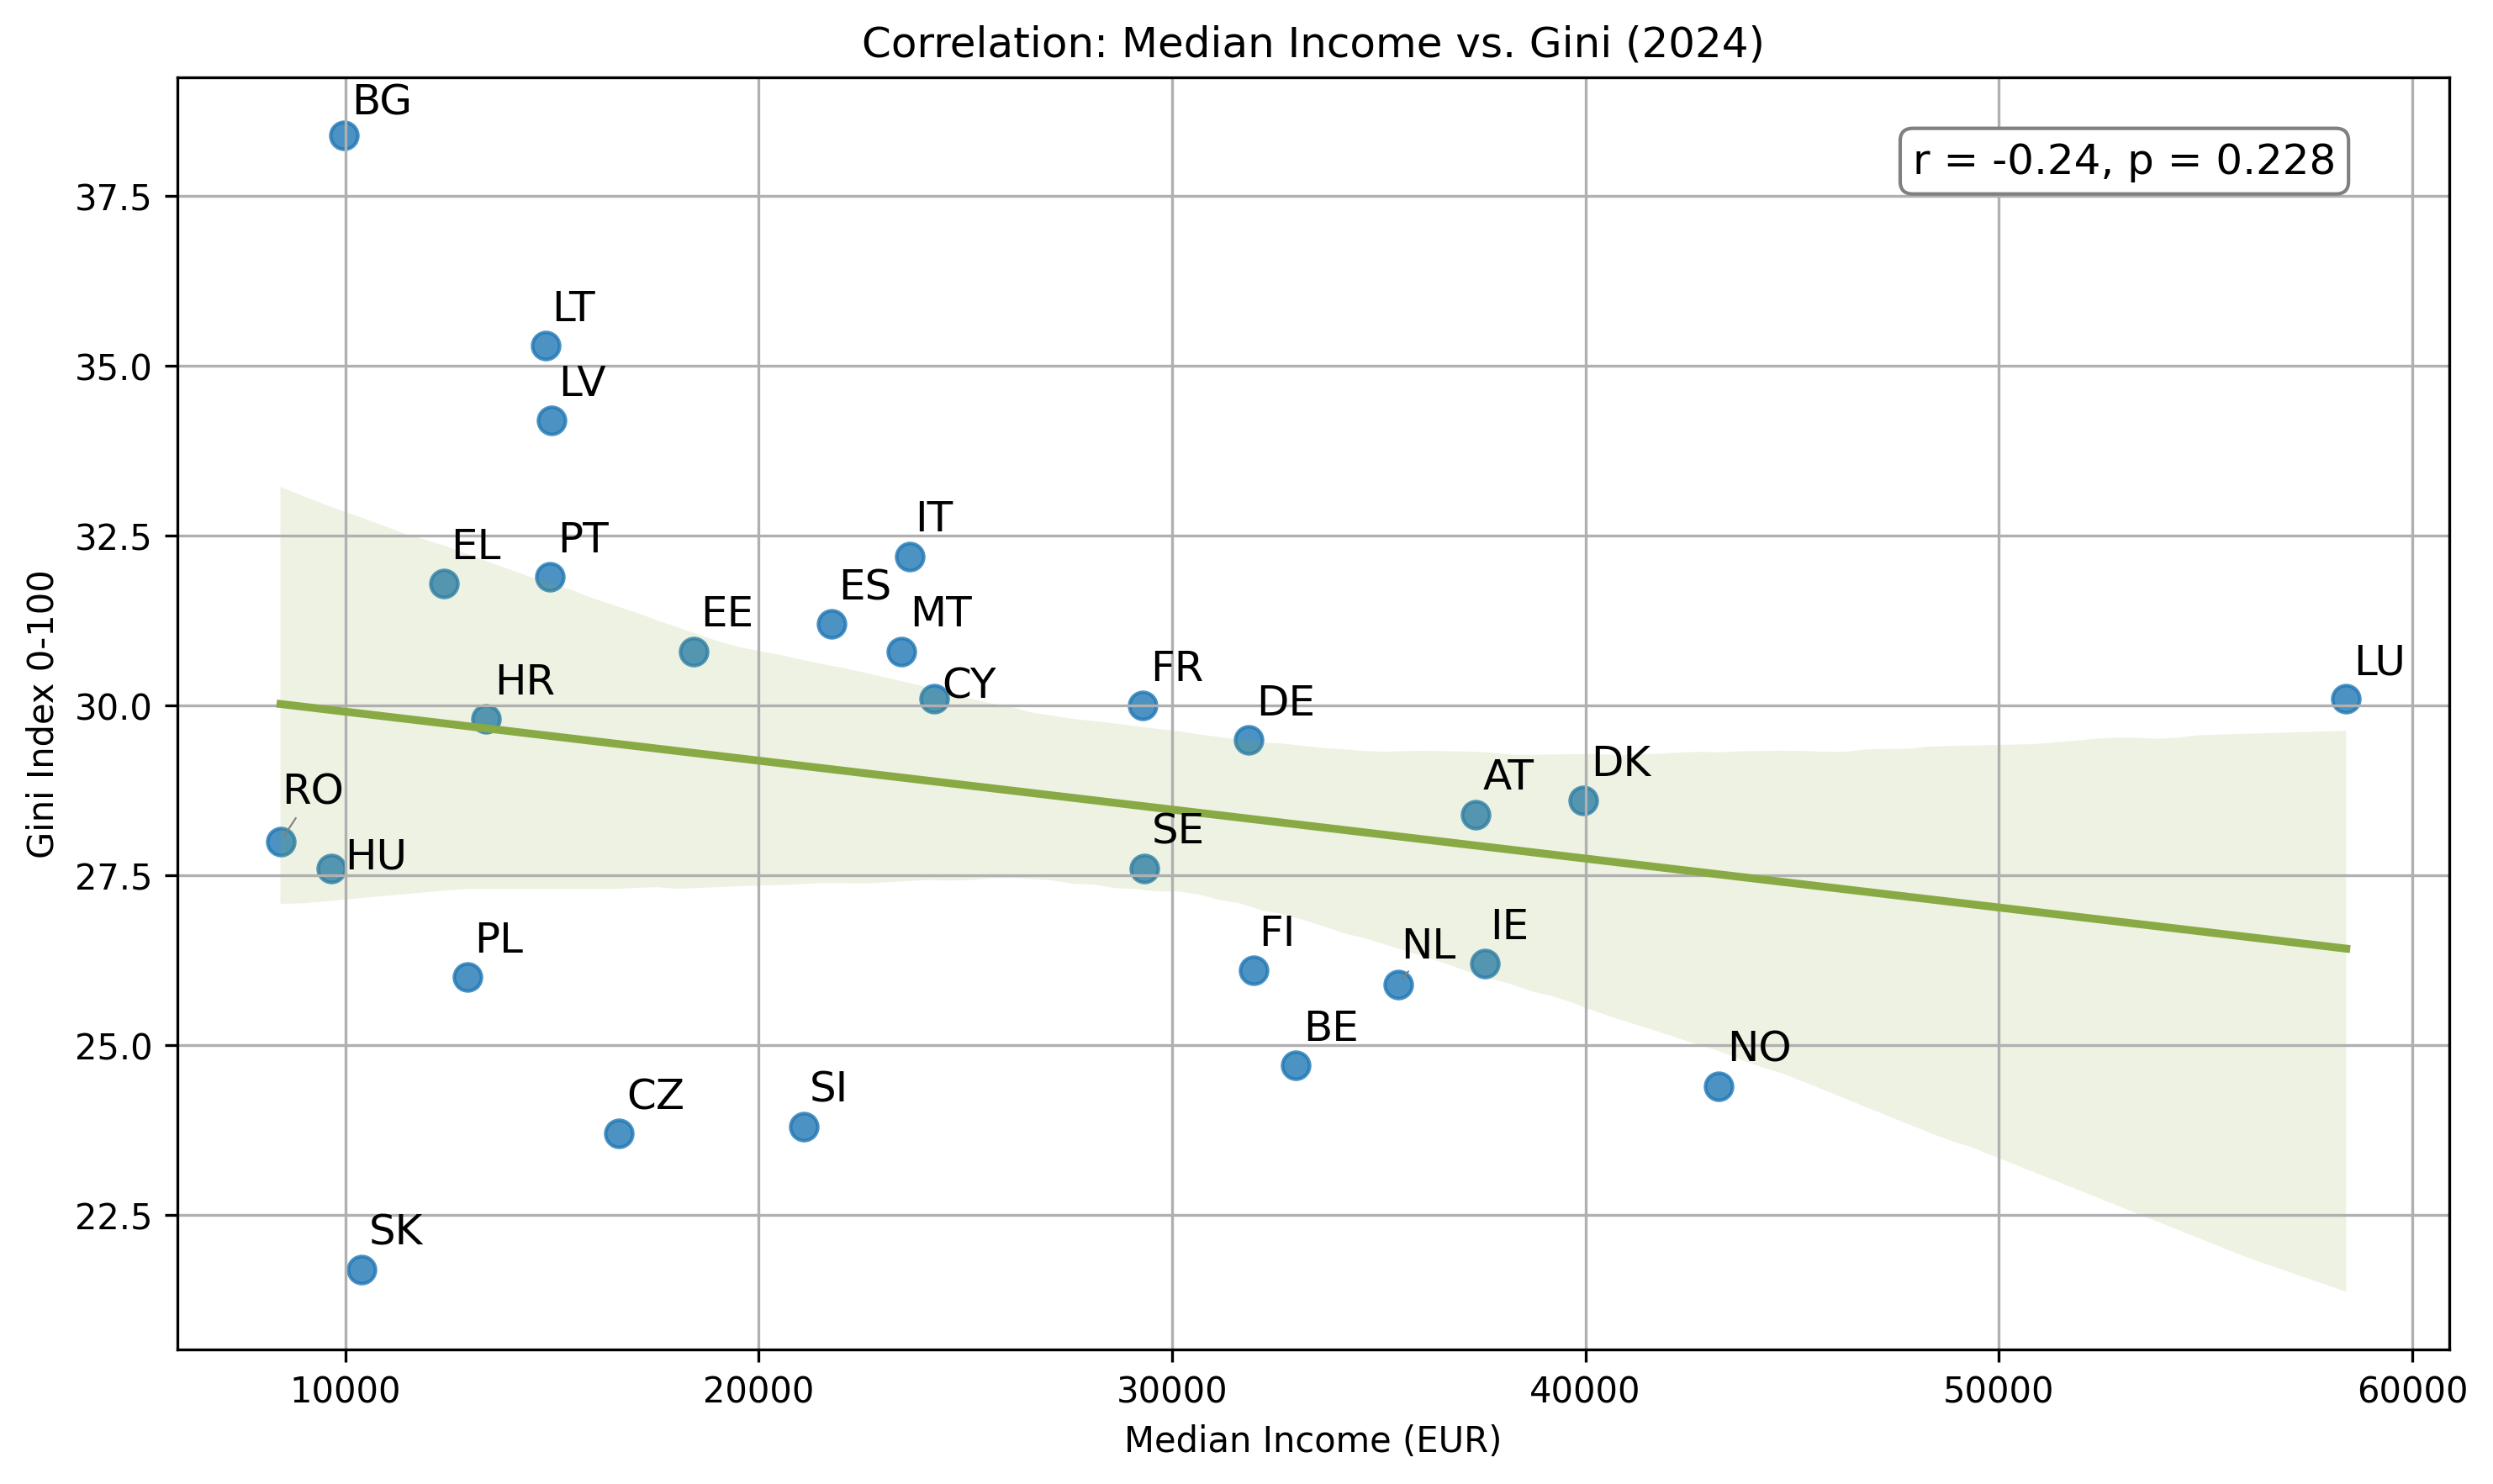 Correlation: Median Income vs. Gini (2024)
BG
r = -0.24, p = 0.228
37.5
LT
35.0
LV
IT
32.5
PT
EL
ES
EE
MT
FR
LU
HR
CY
DE
30.0
Gini Index 0-100
DK
AT
RO
SE
HU
27.5
PL
FI
IE
NL
BE
25.0
NO
SI
CZ
22.5
SK
10000 20000 30000 40000 50000 60000
Median Income (EUR)